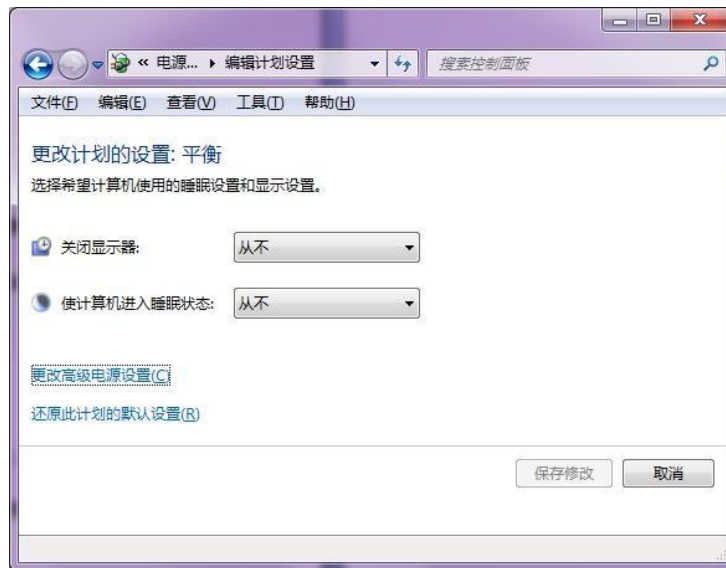 « 电源... ▸ 编辑计划设置
搜索控制面板
文件(F) 编辑(E) 查看(V) 工具(T) 帮助(H)
更改计划的设置: 平衡
选择希望计算机使用的睡眠设置和显示设置。
关闭显示器: 从不
使计算机进入睡眠状态: 从不
更改高级电源设置(C)
还原此计划的默认设置(R)
保存修改 取消